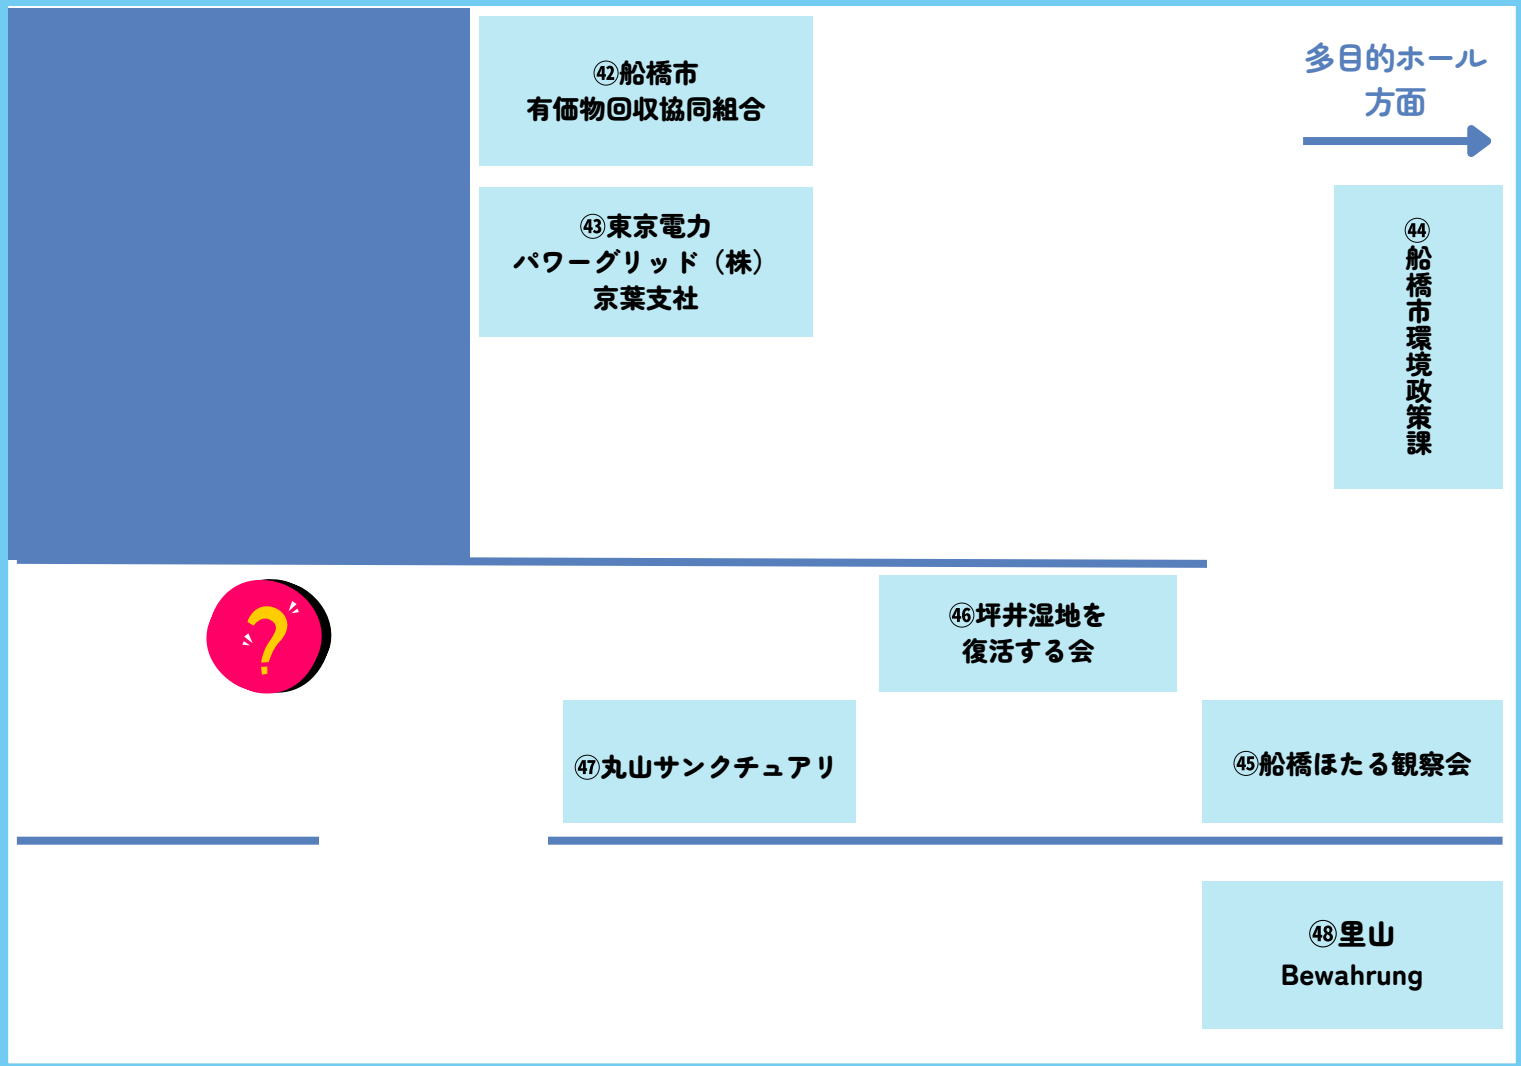 ㊷船橋市
有価物回収協同組合
多目的ホール
方面
㊸東京電力
パワーグリッド（株）
京葉支社
㊹船橋市環境政策課
?
㊻坪井湿地を
復活する会
㊼丸山サンクチュアリ
㊺船橋ほたる観察会
㊽里山
Bewahrung